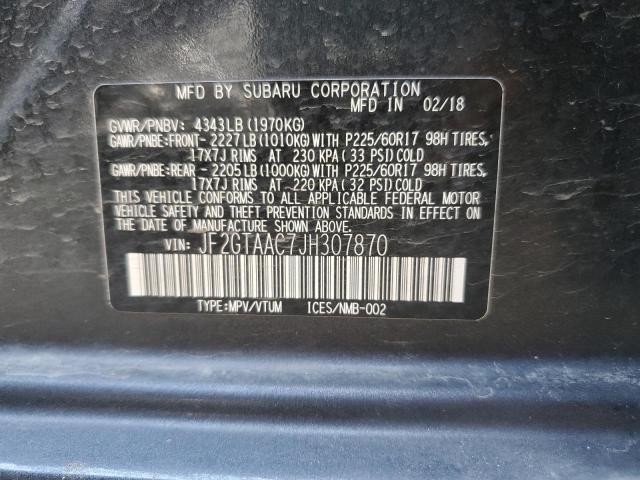 MFD BY SUBARU CORPORATION
MFD IN 02/18
GVWR/PNBV: 4343LB (1970KG)
GAWR/PNBE:FRONT- 2227LB (1010KG) WITH P225/60R17 98H TIRES,
17X7J RIMS AT 230 KPA (33 PSI) COLD
GAWR/PNBE:REAR - 2205LB (1000KG) WITH P225/60R17 98H TIRES,
17X7J RIMS AT 220 KPA (32 PSI) COLD
THIS VEHICLE CONFORMS TO ALL APPLICABLE FEDERAL MOTOR
VEHICLE SAFETY AND THEFT PREVENTION STANDARDS IN EFFECT ON
THE DATE OF MANUFACTURE SHOWN ABOVE.
VIN: JF2GTAAC7JH307870
TYPE:MPV/VTUM ICES/NMB-002